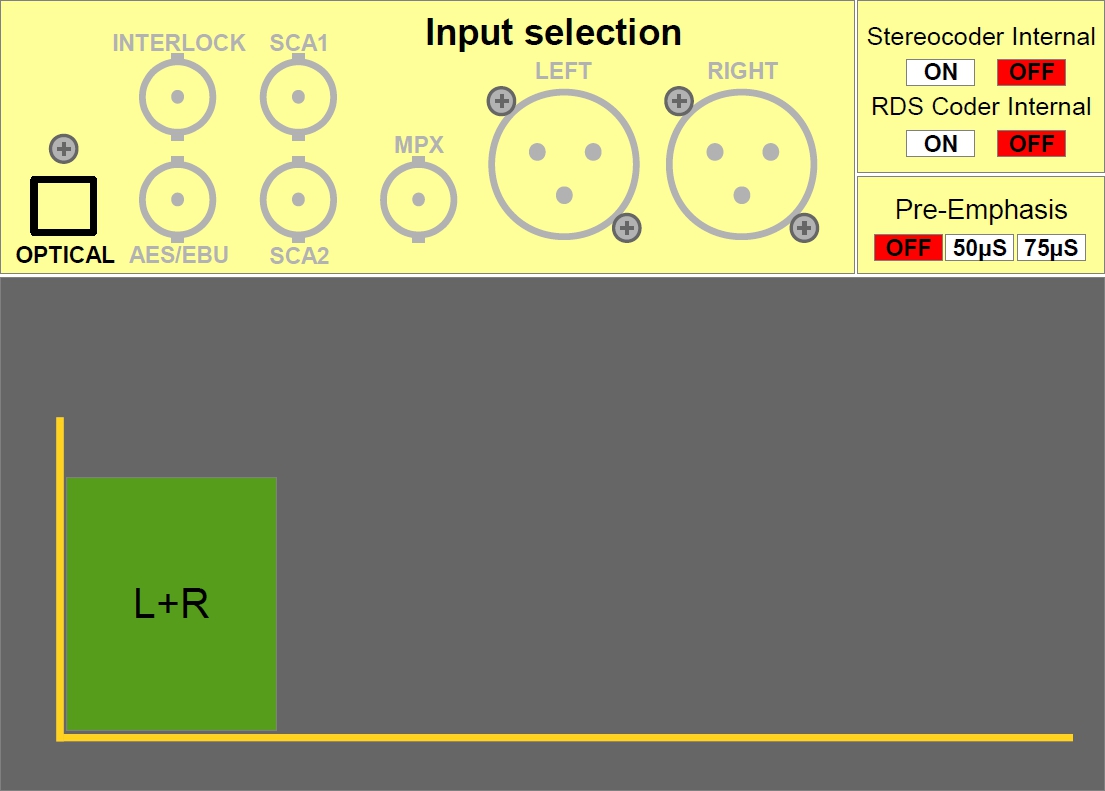 Input selection
INTERLOCK SCA1
LEFT RIGHT
MPX
OPTICAL AES/EBU SCA2
Stereocoder Internal
ON OFF
RDS Coder Internal
ON OFF
Pre-Emphasis
OFF 50µS 75µS
L+R